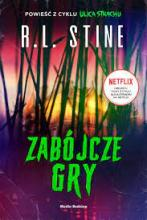 POWIEŚĆ Z CYKLU ULICA STRACHU
R.L. STINE
NETFLIX
ZABÓJCZE
GRY
Media Rodzina